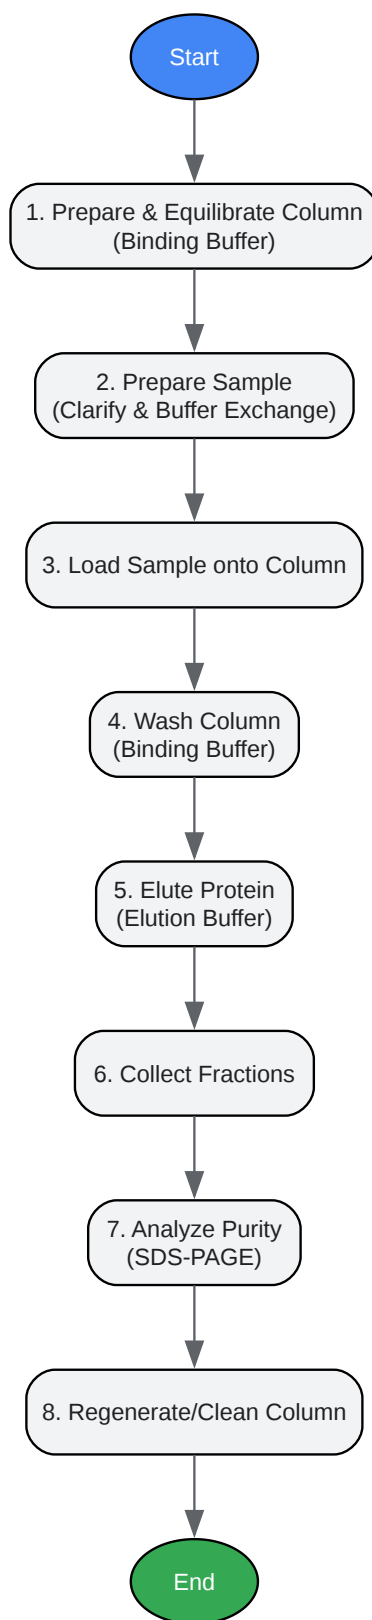 Start
1. Prepare & Equilibrate Column
(Binding Buffer)
2. Prepare Sample
(Clarify & Buffer Exchange)
3. Load Sample onto Column
4. Wash Column
(Binding Buffer)
5. Elute Protein
(Elution Buffer)
6. Collect Fractions
7. Analyze Purity
(SDS-PAGE)
8. Regenerate/Clean Column
End